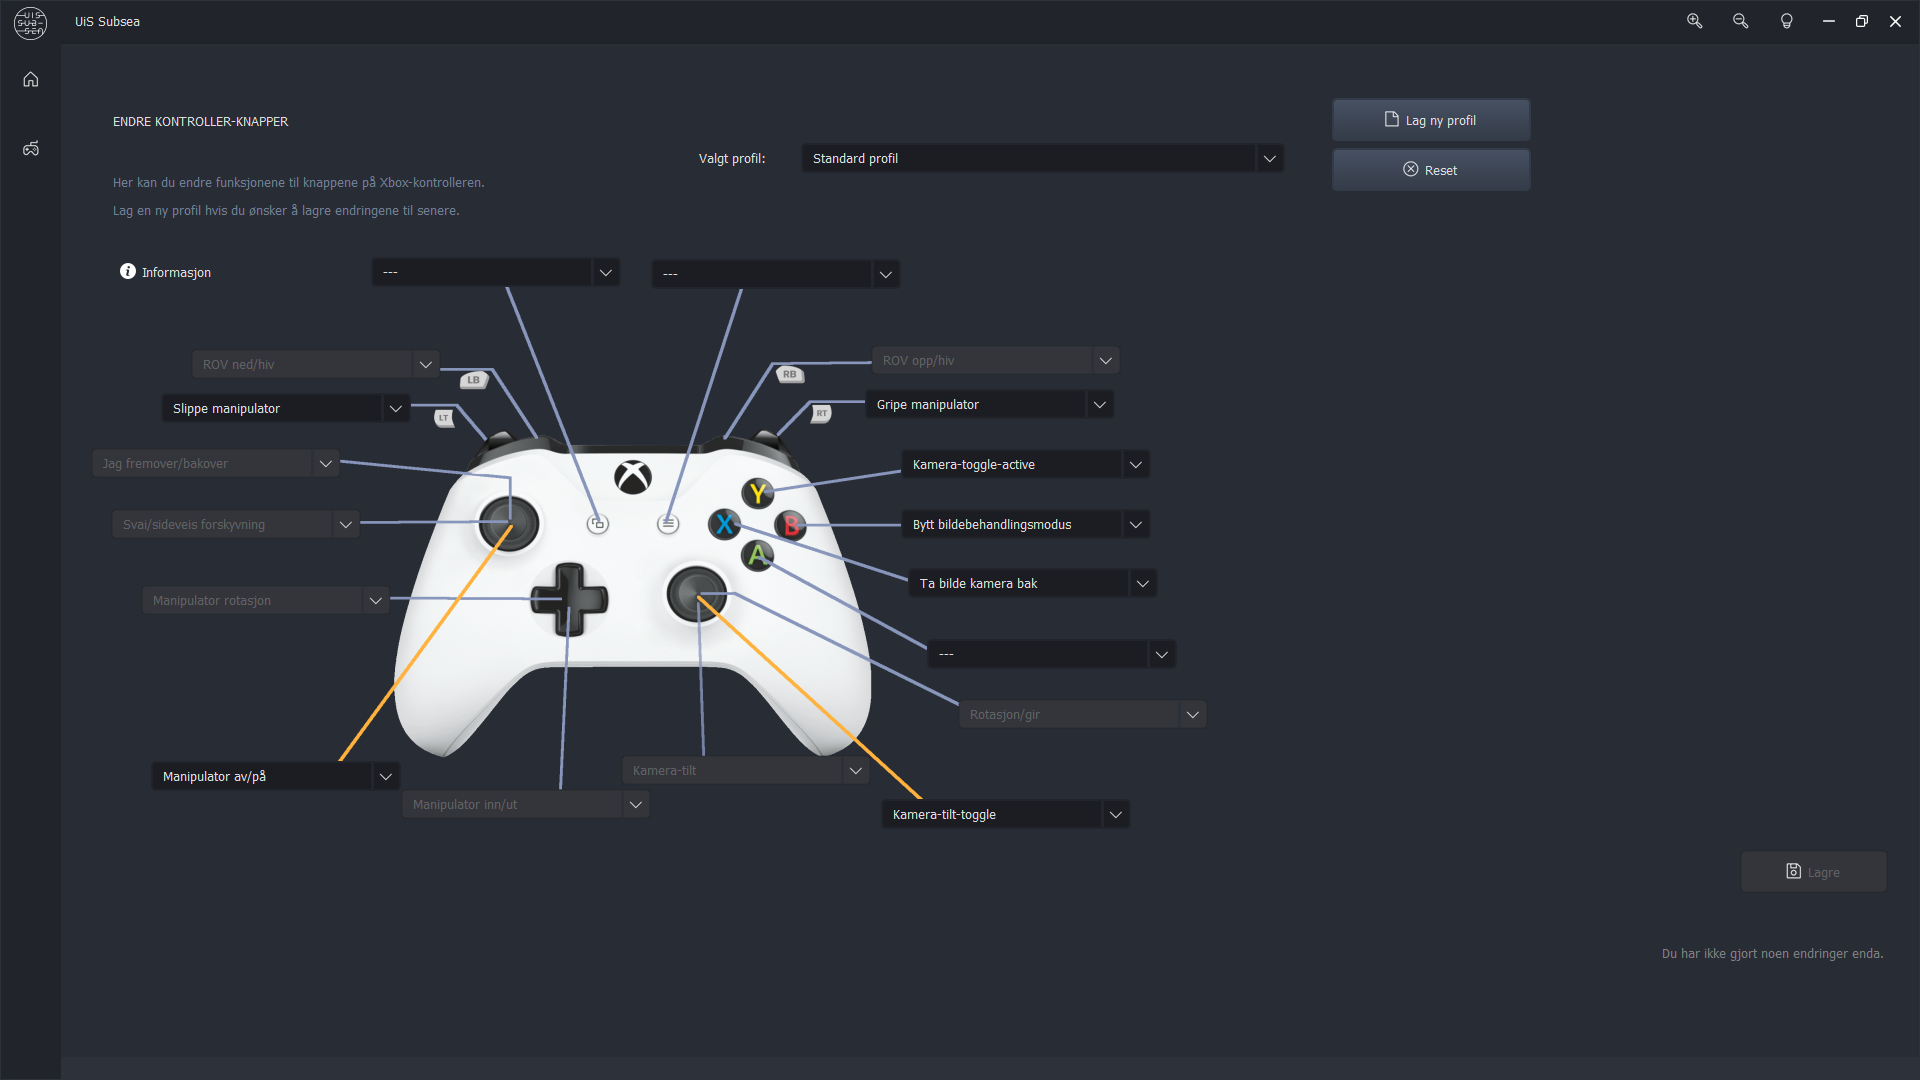 UiS
SUB-
SEA
UiS Subsea
ENDRE KONTROLLER-KNAPPER
Lag ny profil
Valgt profil:
Standard profil
Reset
Her kan du endre funksjonene til knappene på Xbox-kontrolleren.
Lag en ny profil hvis du ønsker å lagre endringene til senere.
Informasjon
---
---
ROV ned/hiv
LB
RB
ROV opp/hiv
Slippe manipulator
LT
RT
Gripe manipulator
Jag fremover/bakover
Kamera-toggle-active
Y
Svai/sideveis forskyvning
X
B
Bytt bildebehandlingsmodus
A
Ta bilde kamera bak
Manipulator rotasjon
---
Rotasjon/gir
Manipulator av/på
Kamera-tilt
Manipulator inn/ut
Kamera-tilt-toggle
Lagre
Du har ikke gjort noen endringer enda.